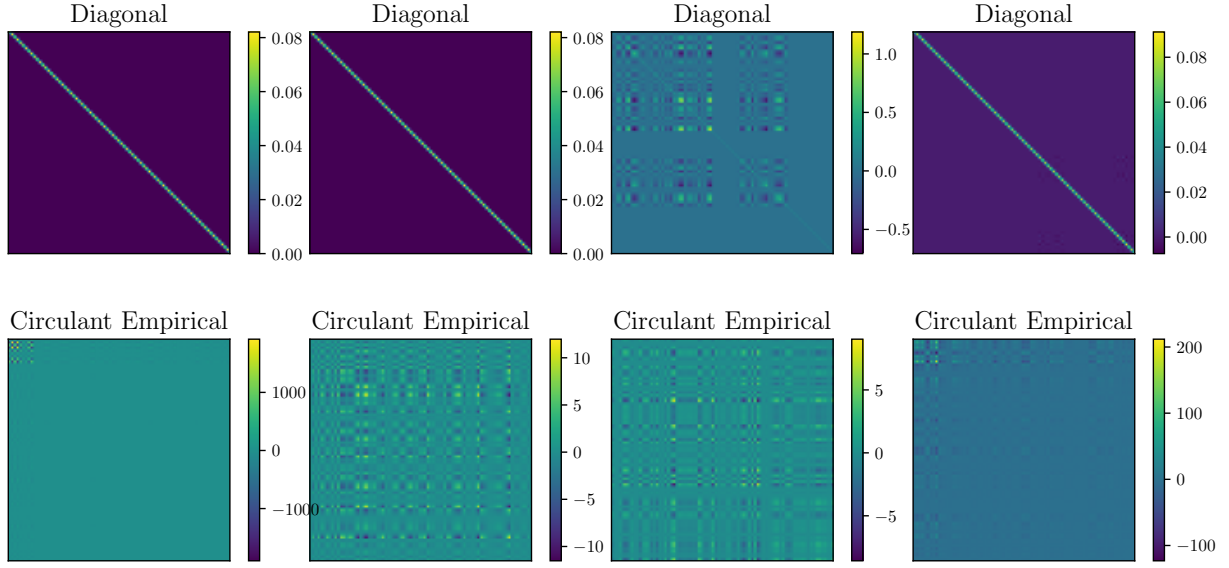 Diagonal Diagonal Diagonal Diagonal
0.08 0.08 1.0 0.08
0.06 0.06 0.5 0.06
0.04 0.04 0.0 0.04
0.02 0.02 −0.5 0.02
0.00 0.00 0.00
Circulant Empirical Circulant Empirical Circulant Empirical Circulant Empirical
1000 10 5 200
0 5 0 100
−1000 0 −5 0
−5 −100
−10